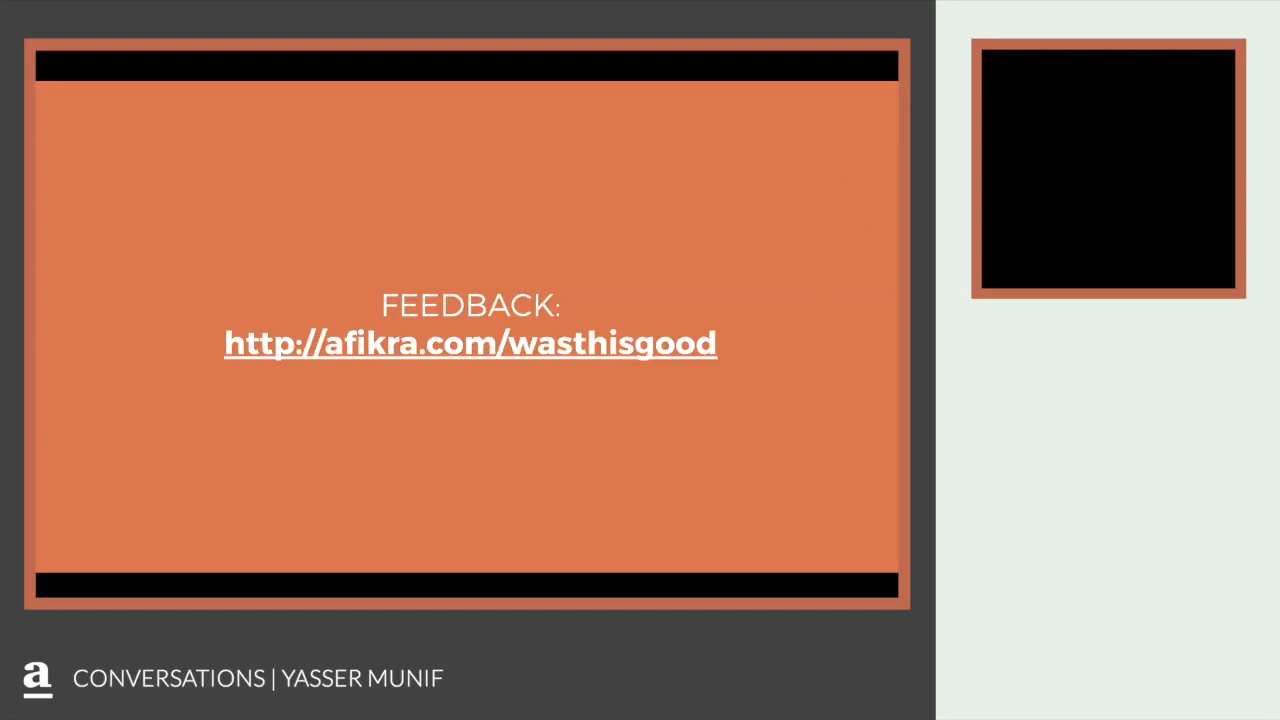 FEEDBACK:
http://afikra.com/wasthisgood
a CONVERSATIONS | YASSER MUNIF